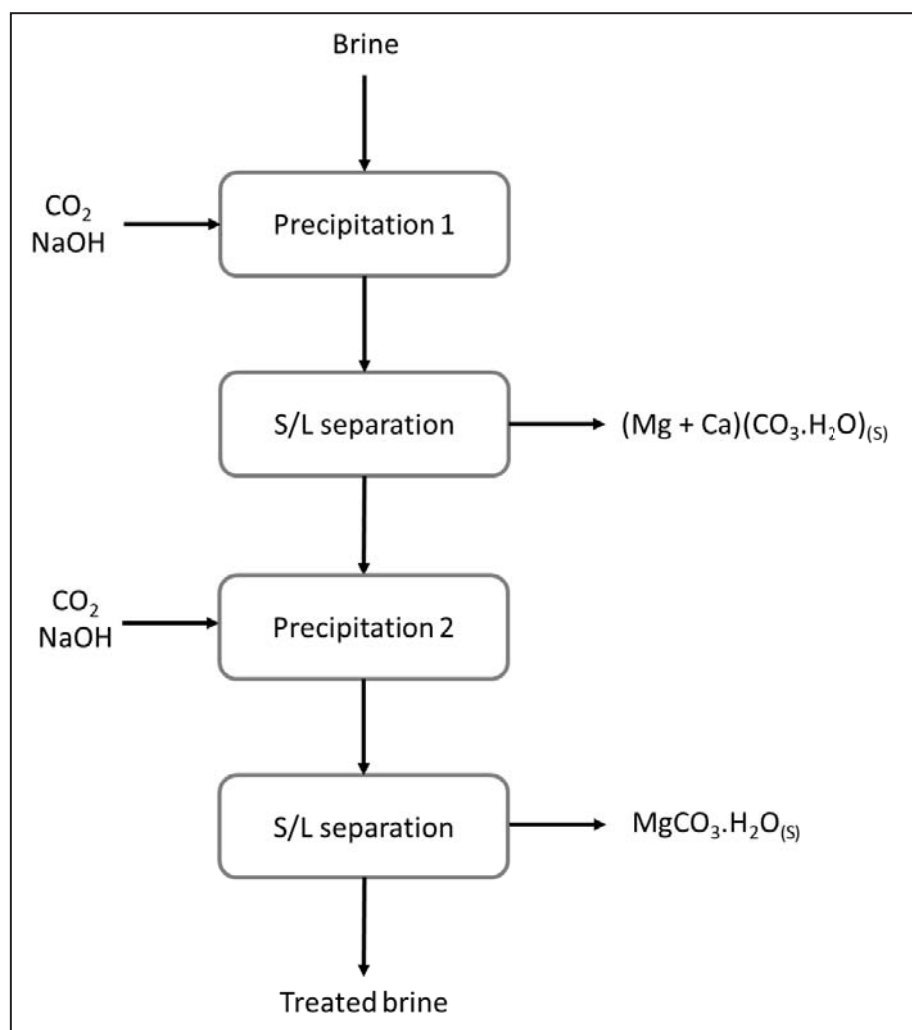 Brine
CO₂
NaOH
Precipitation 1
S/L separation
(Mg + Ca)(CO₃.H₂O)₍S₎
CO₂
NaOH
Precipitation 2
S/L separation
MgCO₃.H₂O₍S₎
Treated brine